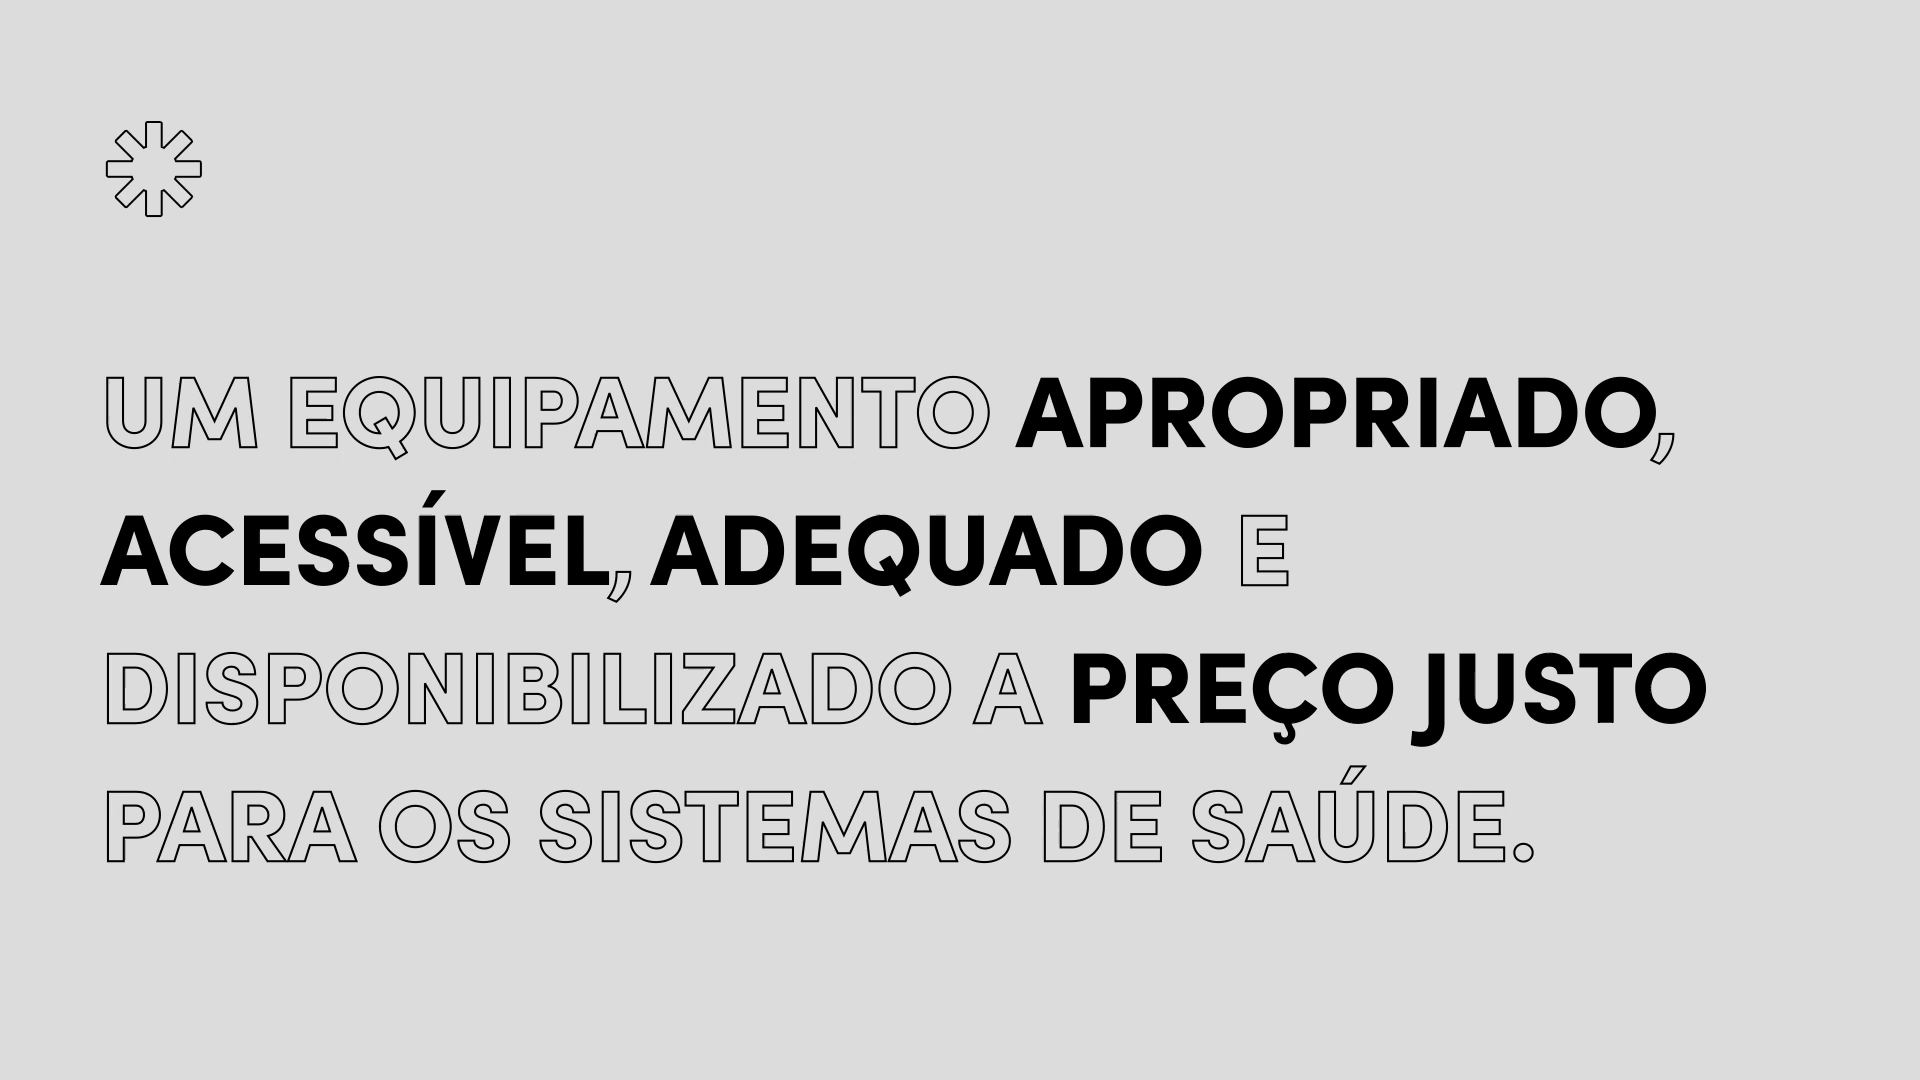 UM EQUIPAMENTO APROPRIADO,
ACESSÍVEL, ADEQUADO E
DISPONIBILIZADO A PREÇO JUSTO
PARA OS SISTEMAS DE SAÚDE.